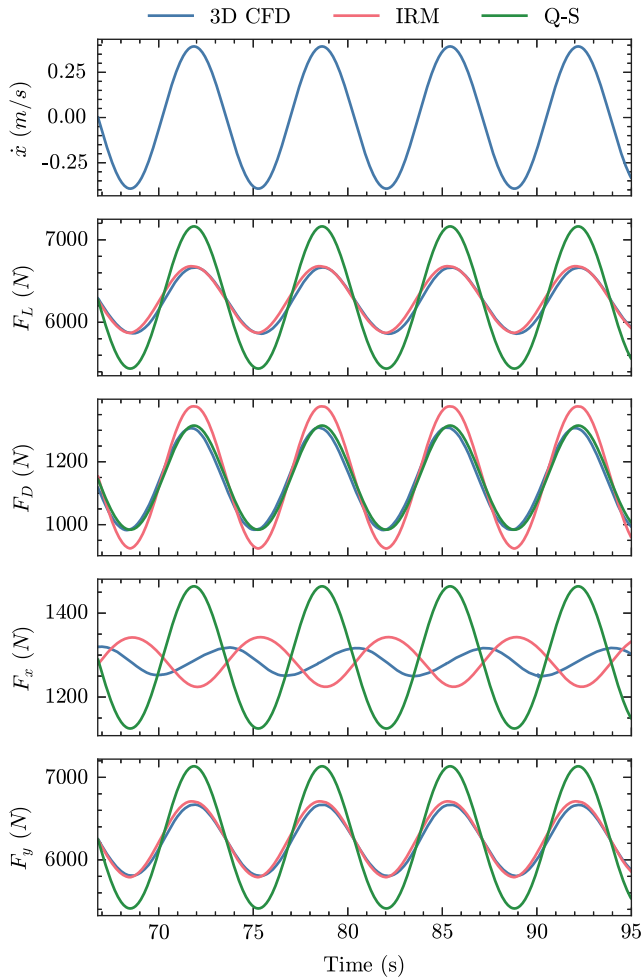 3D CFD IRM Q-S
0.25
0.00
-0.25
ẋ (m/s)
7000
6000
F_L (N)
1200
1000
F_D (N)
1400
1200
F_x (N)
7000
6000
F_y (N)
70 75 80 85 90 95
Time (s)